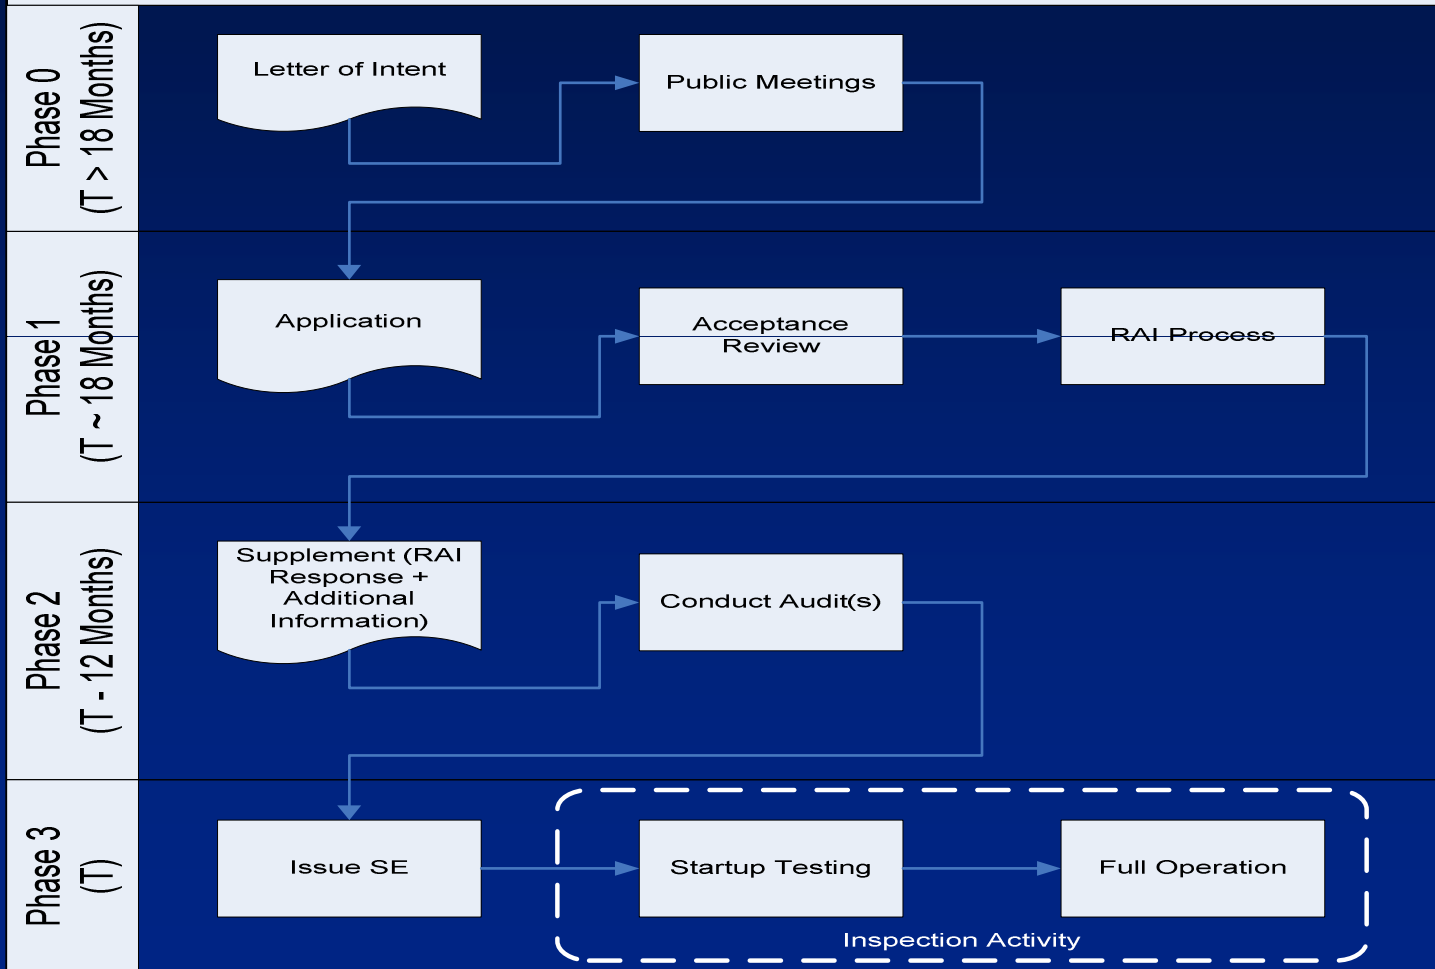 Phase 0
(T > 18 Months)
Letter of Intent
Public Meetings
Phase 1
(T ~ 18 Months)
Application
Acceptance
Review
RAI Process
Phase 2
(T - 12 Months)
Supplement (RAI
Response +
Additional
Information)
Conduct Audit(s)
Phase 3
(T)
Issue SE
Startup Testing
Full Operation
Inspection Activity